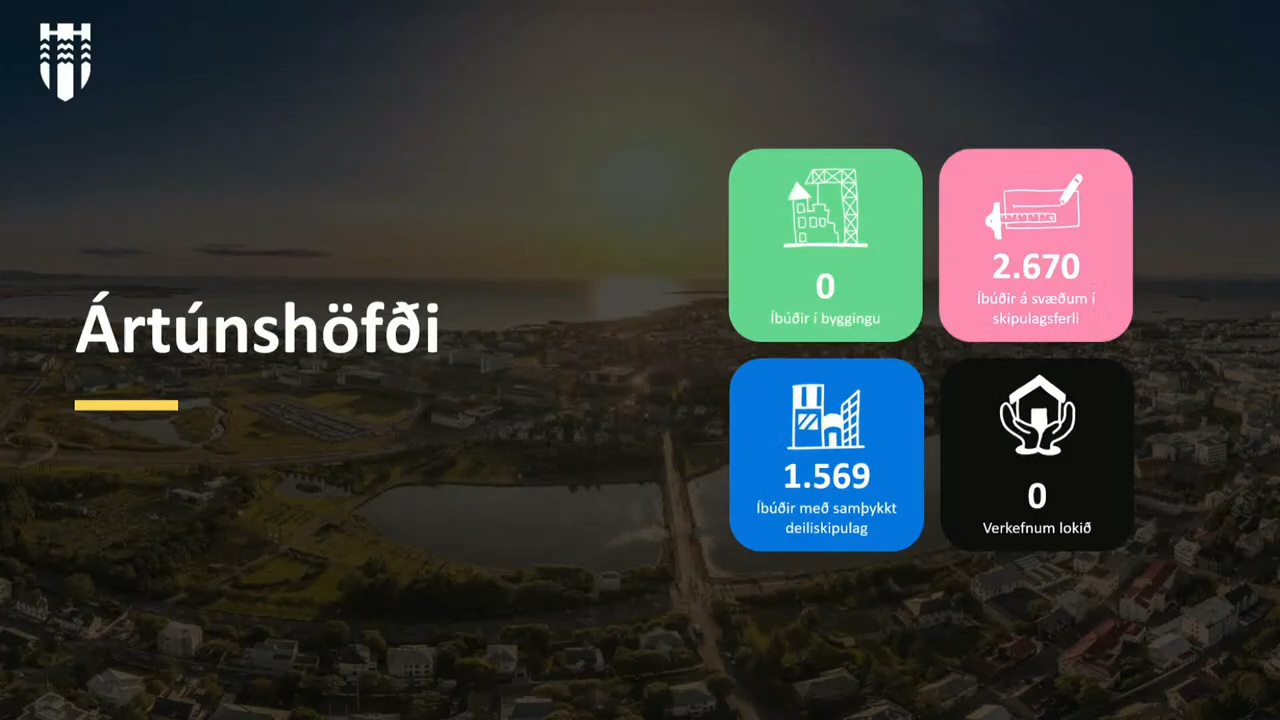 Ártúnshöfði
0
Íbúðir í byggingu
2.670
Íbúðir á svæðum í
skipulagsferli
1.569
Íbúðir með samþykkt
deiliskipulag
0
Verkefnum lokið